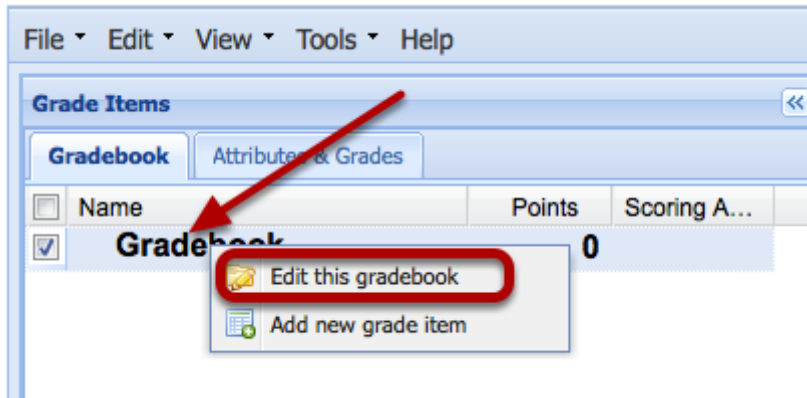 File Edit View Tools Help
Grade Items
Gradebook Attributes & Grades
Name Points Scoring A...
Gradebook 0
Edit this gradebook
Add new grade item